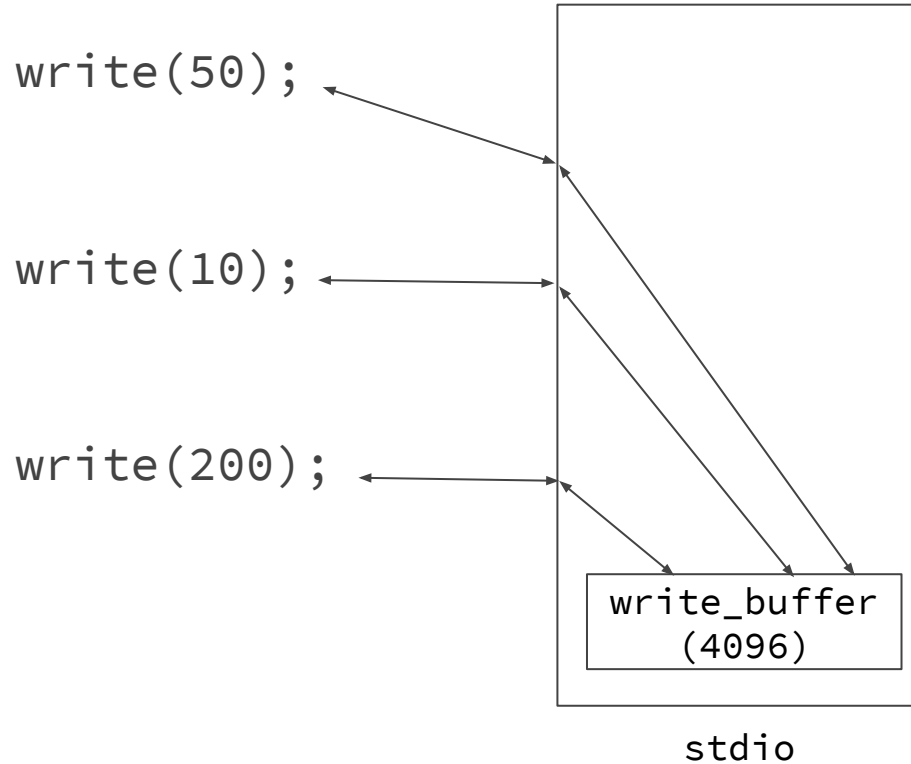 write(50);
write(10);
write(200);
write_buffer
(4096)
stdio